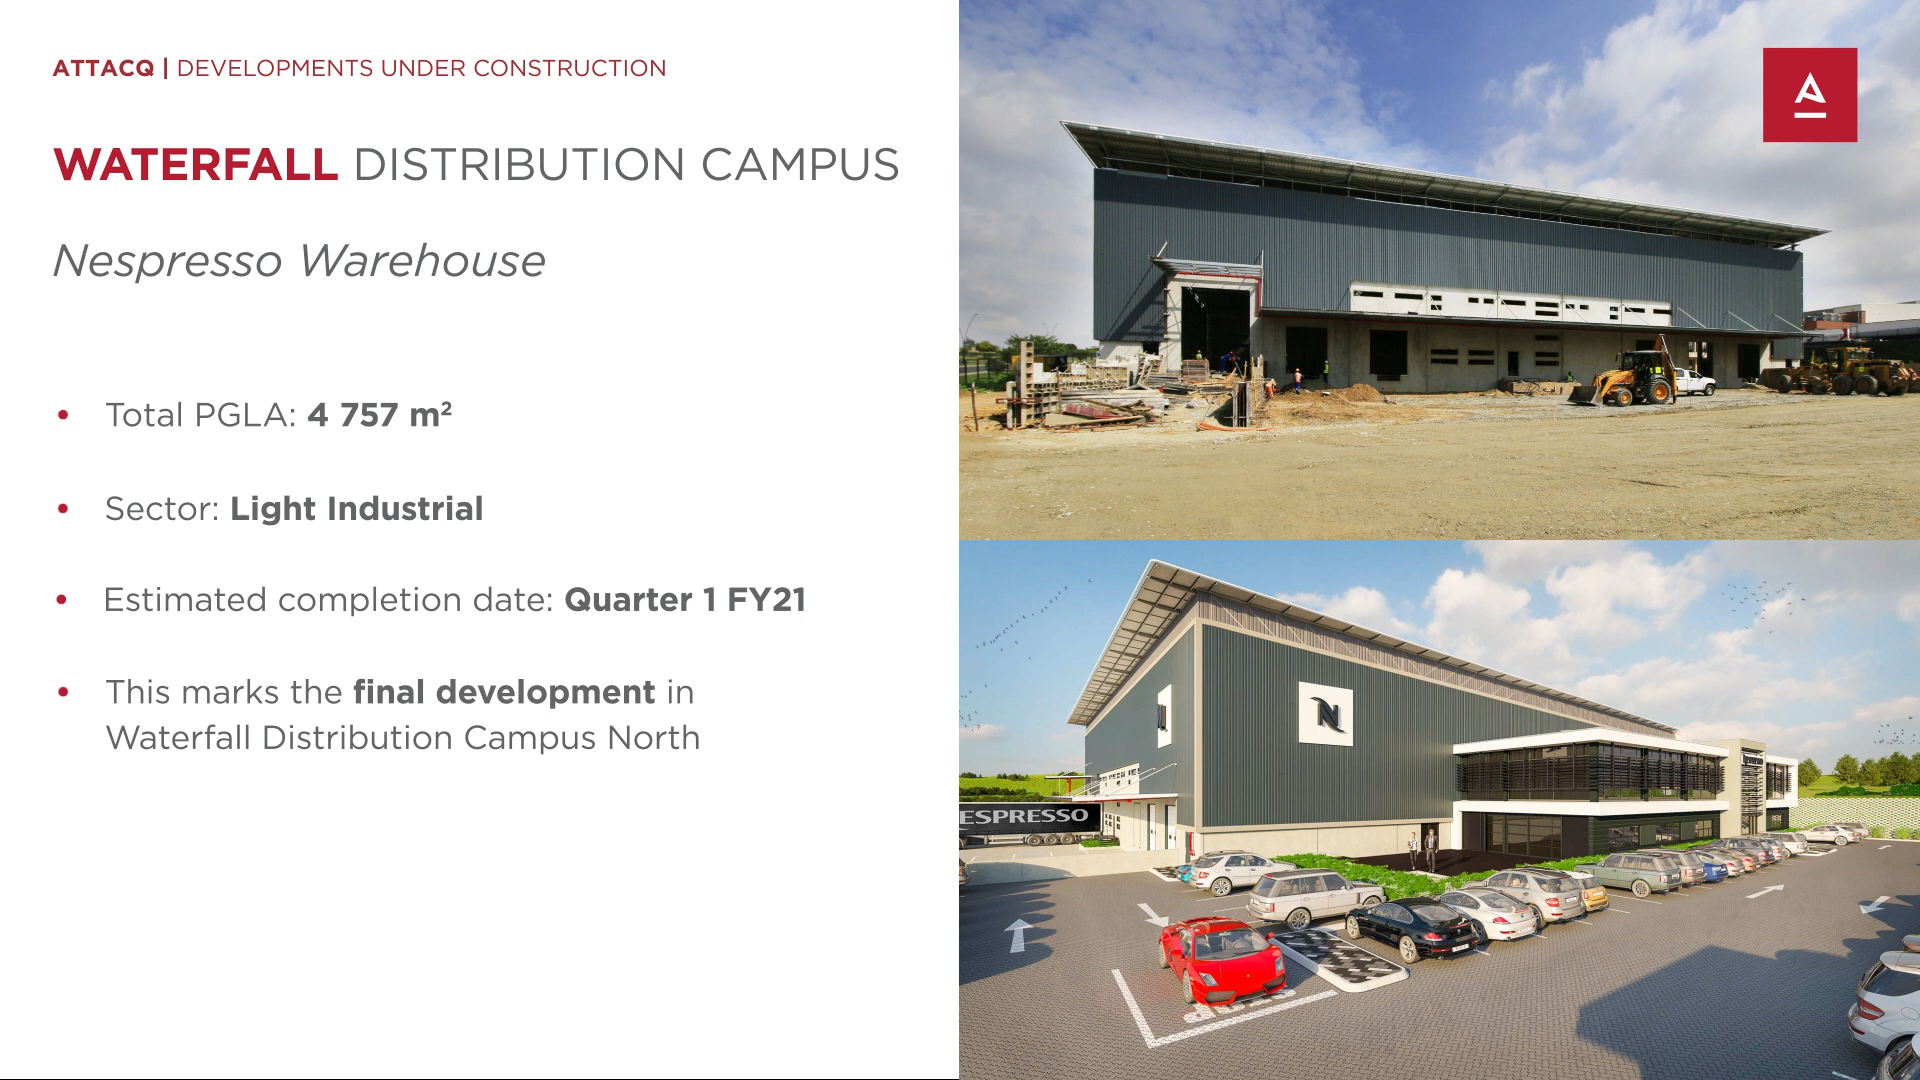 ATTACQ | DEVELOPMENTS UNDER CONSTRUCTION
WATERFALL DISTRIBUTION CAMPUS
Nespresso Warehouse
• Total PGLA: 4 757 m²
• Sector: Light Industrial
• Estimated completion date: Quarter 1 FY21
• This marks the final development in
Waterfall Distribution Campus North
A
N
N
ESPRESSO